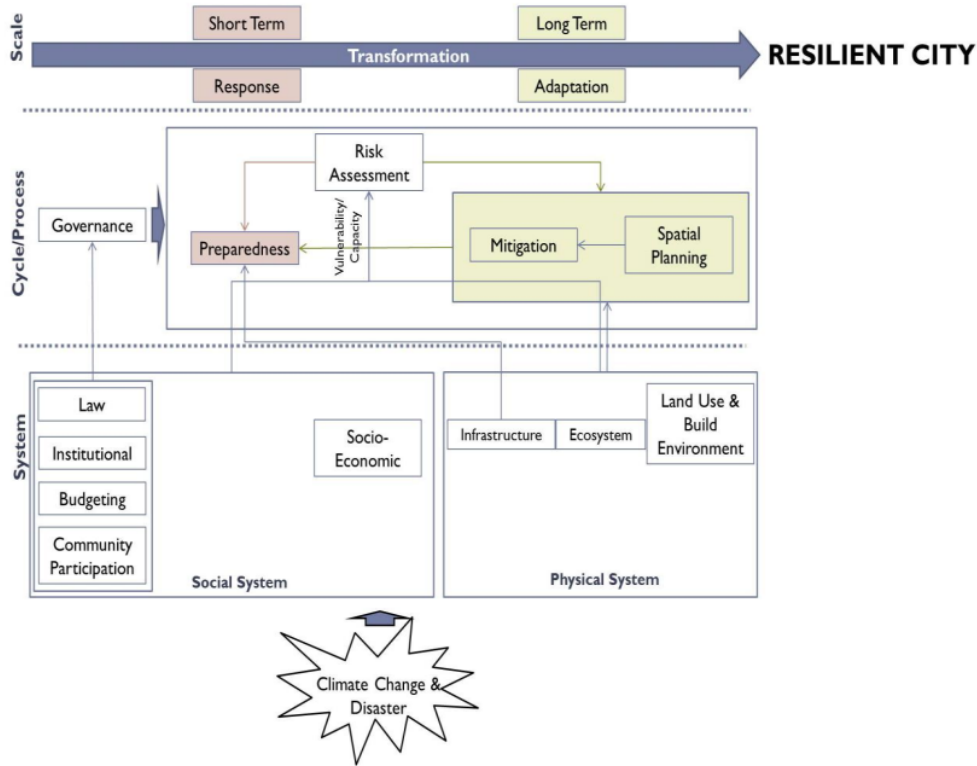 Scale
Short Term
Long Term
Transformation
RESILIENT CITY
Response
Adaptation
Cycle/Process
Governance
Risk
Assessment
Vulnerability/
Capacity
Preparedness
Mitigation
Spatial
Planning
System
Law
Institutional
Budgeting
Community
Participation
Socio-
Economic
Social System
Infrastructure
Ecosystem
Land Use &
Build
Environment
Physical System
Climate Change &
Disaster